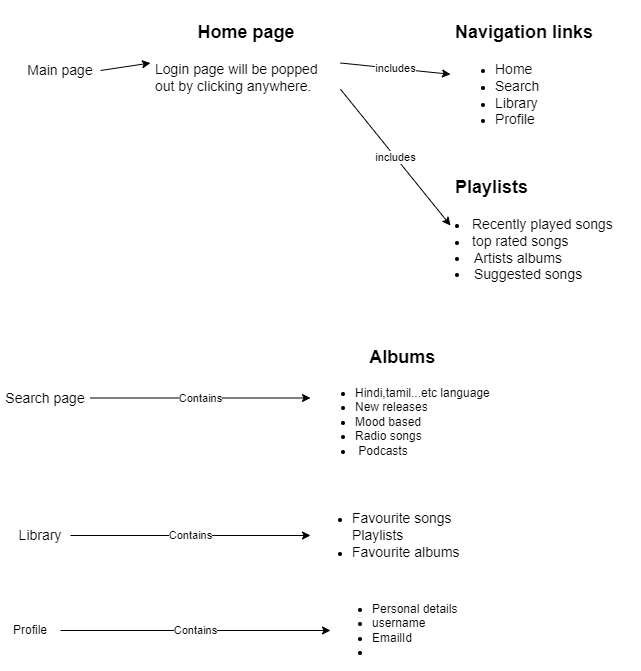 Home page
Navigation links
Main page
Login page will be popped
out by clicking anywhere.
includes
• Home
• Search
• Library
• Profile
includes
Playlists
• Recently played songs
• top rated songs
• Artists albums
• Suggested songs
Albums
Search page
Contains
• Hindi,tamil...etc language
• New releases
• Mood based
• Radio songs
• Podcasts
Library
Contains
• Favourite songs
Playlists
• Favourite albums
Profile
Contains
• Personal details
• username
• EmailId
•